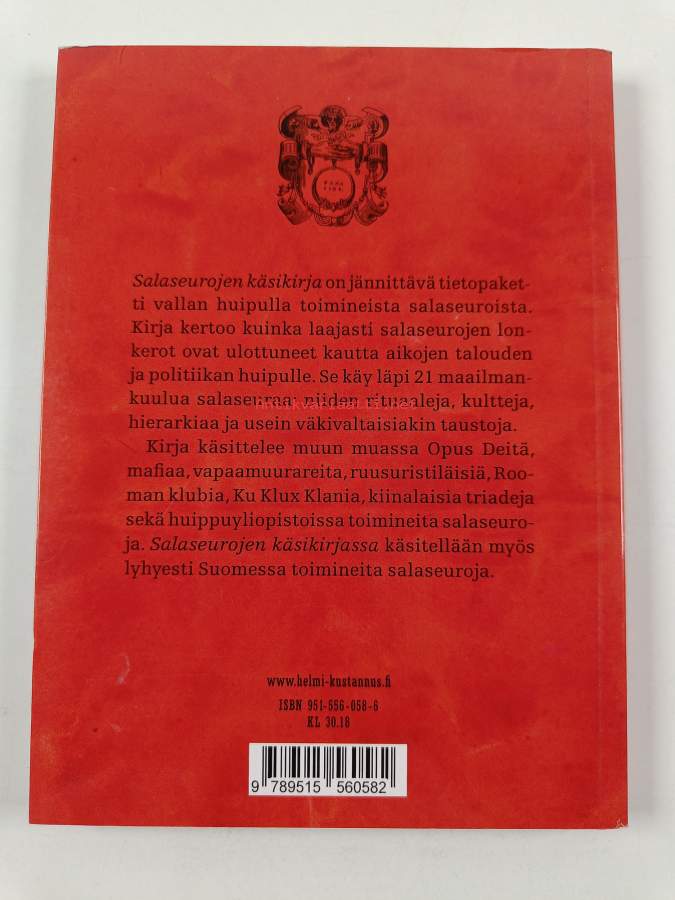 Salaseurojen käsikirja on jännittävä tietopaket-
ti vallan huipulla toimineista salaseuroista.
Kirja kertoo kuinka laajasti salaseurojen lon-
kerot ovat ulottuneet kautta aikojen talouden
ja politiikan huipulle. Se käy läpi 21 maailman-
kuulua salaseuraa: niiden rituaaleja, kultteja,
hierarkiaa ja usein väkivaltaisiakin taustoja.
Kirja käsittelee muun muassa Opus Deitä,
mafiaa, vapaamuurareita, ruusuristiläisiä, Roo-
man klubia, Ku Klux Klania, kiinalaisia triadeja
sekä huippuyliopistoissa toimineita salaseuro-
ja. Salaseurojen käsikirjassa käsitellään myös
lyhyesti Suomessa toimineita salaseuroja.
www.helmi-kustannus.fi
ISBN 951-556-058-6
KL 30.18
9 789515 560582